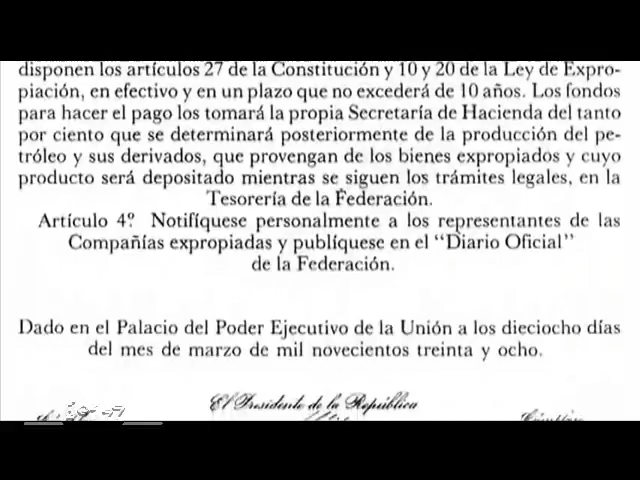 disponen los artículos 27 de la Constitución y 10 y 20 de la Ley de Expro-
piación, en efectivo y en un plazo que no excederá de 10 años. Los fondos
para hacer el pago los tomará la propia Secretaría de Hacienda del tanto
por ciento que se determinará posteriormente de la producción del pe-
tróleo y sus derivados, que provengan de los bienes expropiados y cuyo
producto será depositado mientras se siguen los trámites legales, en la
Tesorería de la Federación.
Artículo 4º Notifíquese personalmente a los representantes de las
Compañías expropiadas y publíquese en el "Diario Oficial"
de la Federación.
Dado en el Palacio del Poder Ejecutivo de la Unión a los dieciocho días
del mes de marzo de mil novecientos treinta y ocho.
El Presidente de la República